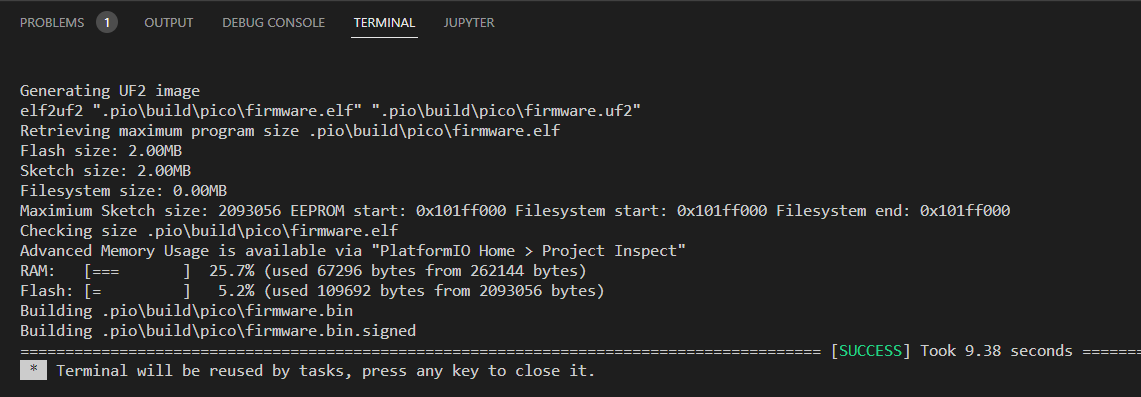 PROBLEMS 1 OUTPUT DEBUG CONSOLE TERMINAL JUPYTER
Generating UF2 image
elf2uf2 ".pio\build\pico\firmware.elf" ".pio\build\pico\firmware.uf2"
Retrieving maximum program size .pio\build\pico\firmware.elf
Flash size: 2.00MB
Sketch size: 2.00MB
Filesystem size: 0.00MB
Maximium Sketch size: 2093056 EEPROM start: 0x101ff000 Filesystem start: 0x101ff000 Filesystem end: 0x101ff000
Checking size .pio\build\pico\firmware.elf
Advanced Memory Usage is available via "PlatformIO Home > Project Inspect"
RAM:   [===       ]  25.7% (used 67296 bytes from 262144 bytes)
Flash: [=         ]   5.2% (used 109692 bytes from 2093056 bytes)
Building .pio\build\pico\firmware.bin
Building .pio\build\pico\firmware.bin.signed
========================================================================================= [SUCCESS] Took 9.38 seconds =======
* Terminal will be reused by tasks, press any key to close it.